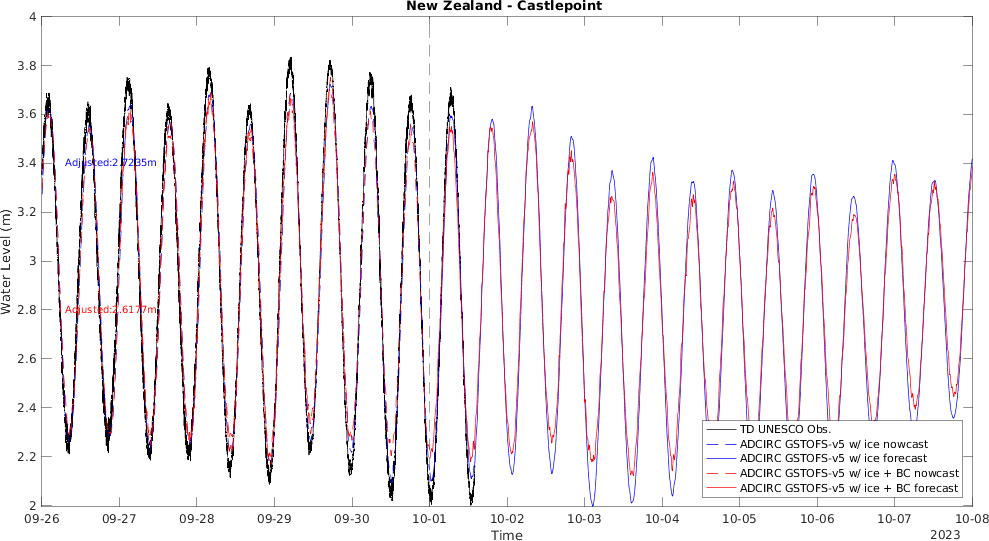 New Zealand - Castlepoint
Water Level (m)
4
3.8
3.6
3.4
3.2
3
2.8
2.6
2.4
2.2
2
Adjusted:2.7235m
Adjusted:2.6177m
TD UNESCO Obs.
ADCIRC GSTOFS-v5 w/ ice nowcast
ADCIRC GSTOFS-v5 w/ ice forecast
ADCIRC GSTOFS-v5 w/ ice + BC nowcast
ADCIRC GSTOFS-v5 w/ ice + BC forecast
09-26 09-27 09-28 09-29 09-30 10-01 10-02 10-03 10-04 10-05 10-06 10-07 10-08
Time
2023